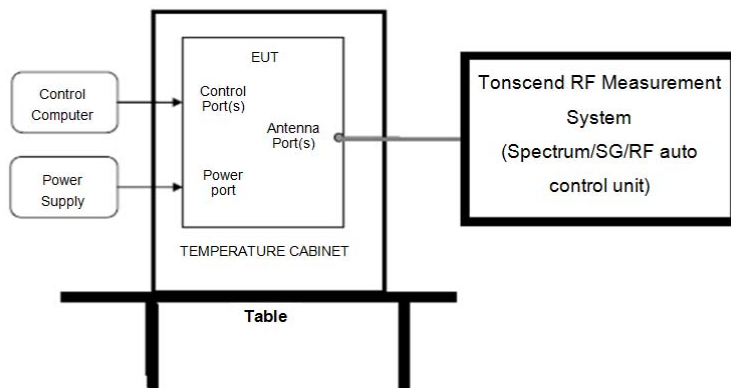 EUT
Control
Computer
Control
Port(s)
Antenna
Port(s)
Power
Supply
Power
port
TEMPERATURE CABINET
Table
Tonscend RF Measurement
System
(Spectrum/SG/RF auto
control unit)